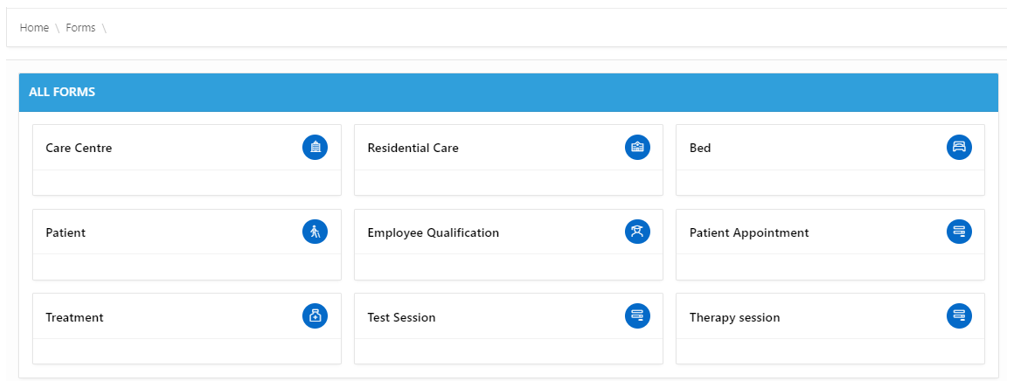 Home \ Forms \
ALL FORMS
Care Centre
Residential Care
Bed
Patient
Employee Qualification
Patient Appointment
Treatment
Test Session
Therapy session